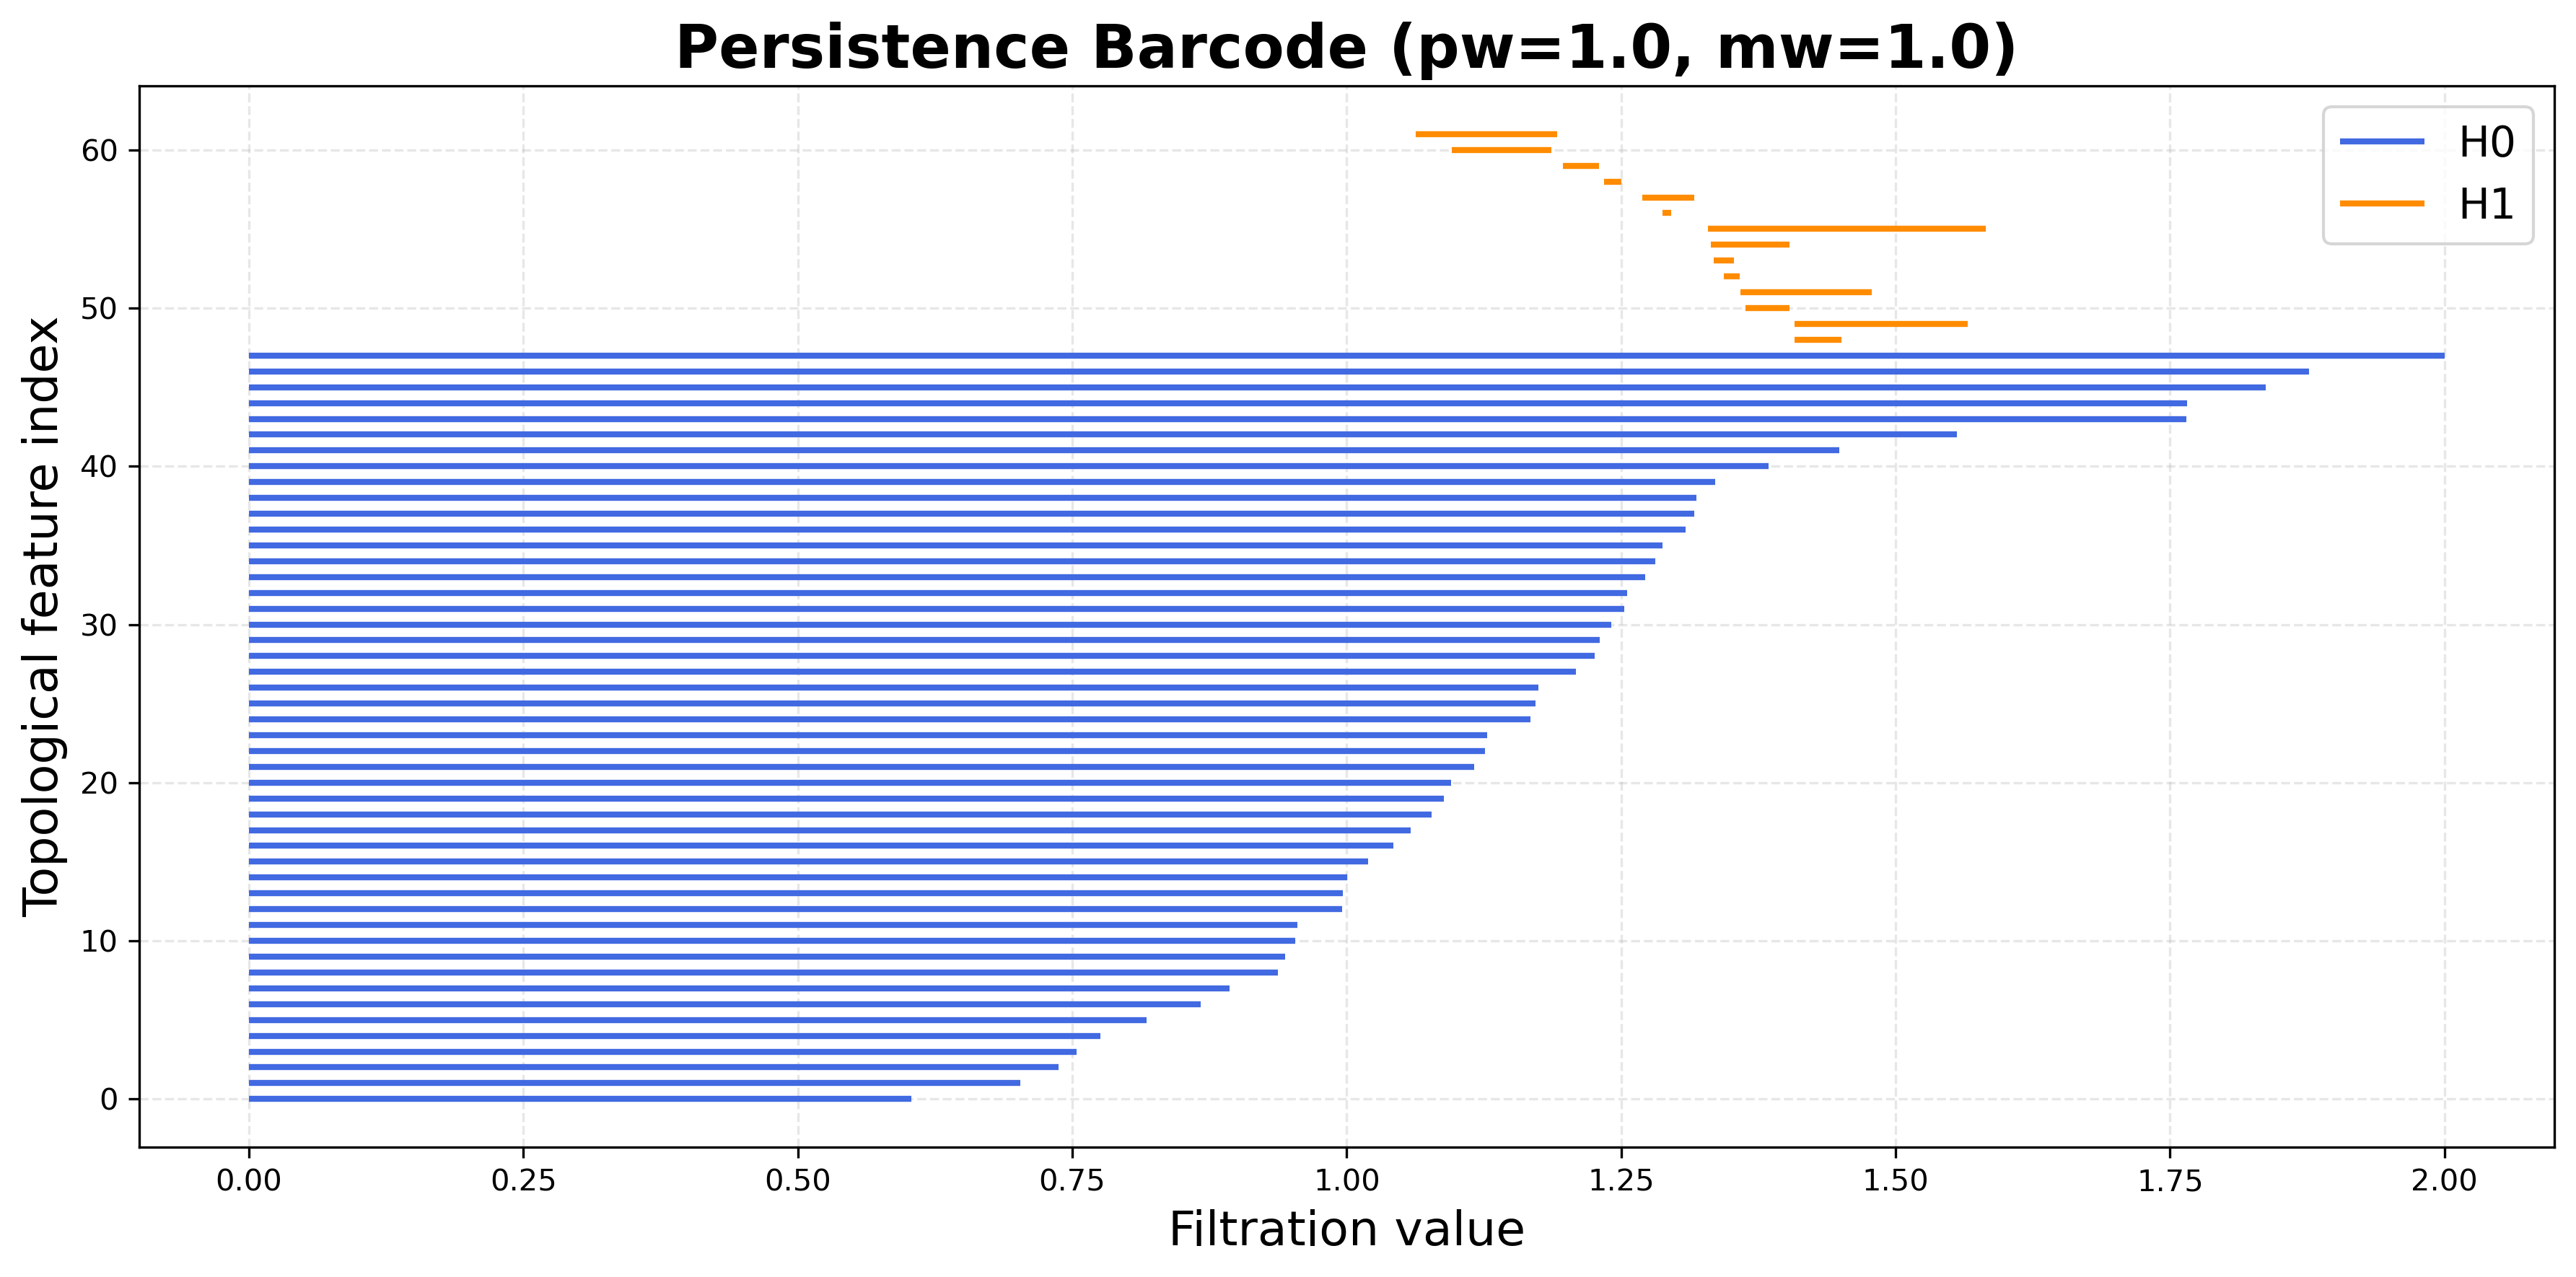 Persistence Barcode (pw=1.0, mw=1.0)
H0
H1
Topological feature index
60
50
40
30
20
10
0
0.00 0.25 0.50 0.75 1.00 1.25 1.50 1.75 2.00
Filtration value